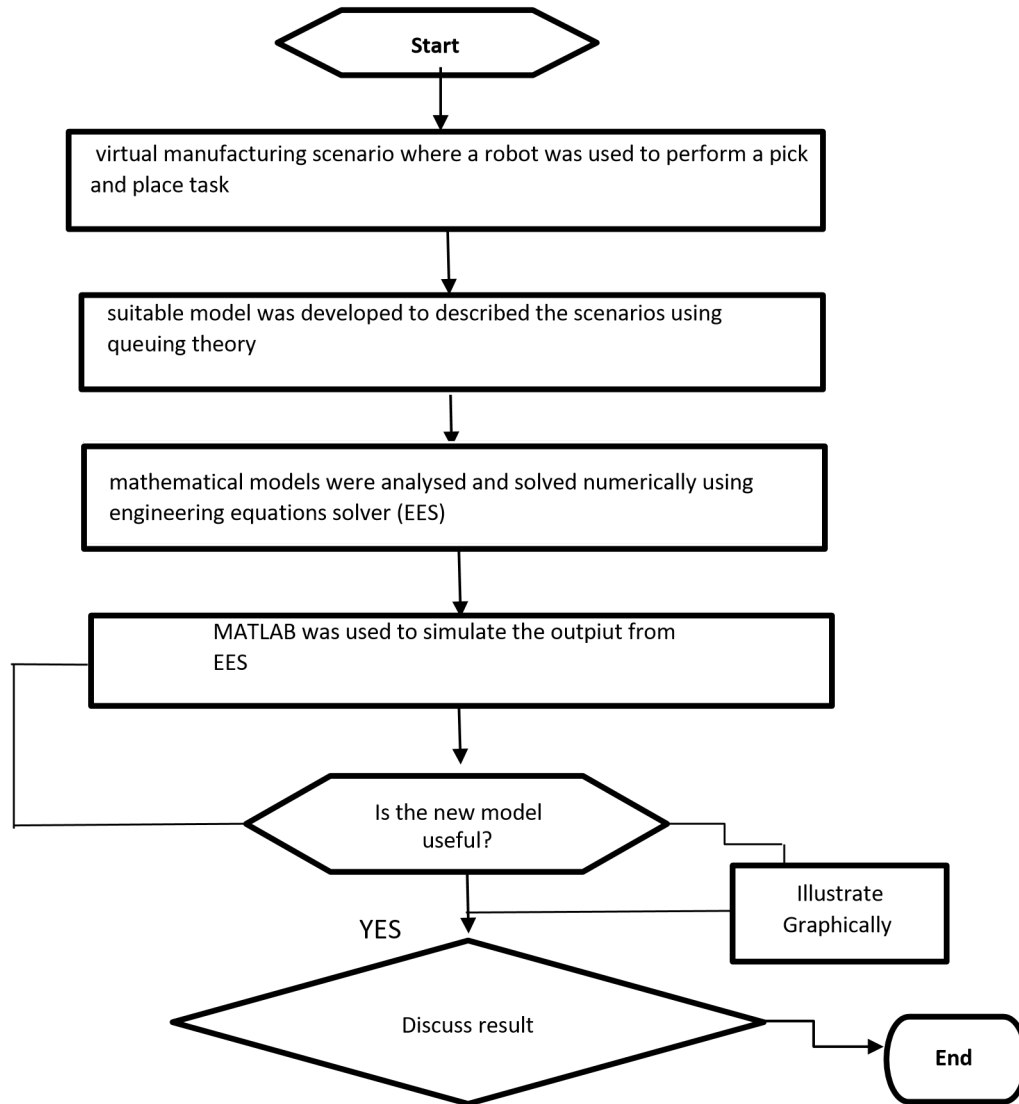 Start
virtual manufacturing scenario where a robot was used to perform a pick
and place task
suitable model was developed to described the scenarios using
queuing theory
mathematical models were analysed and solved numerically using
engineering equations solver (EES)
MATLAB was used to simulate the outpiut from
EES
Is the new model
useful?
Illustrate
Graphically
YES
Discuss result
End